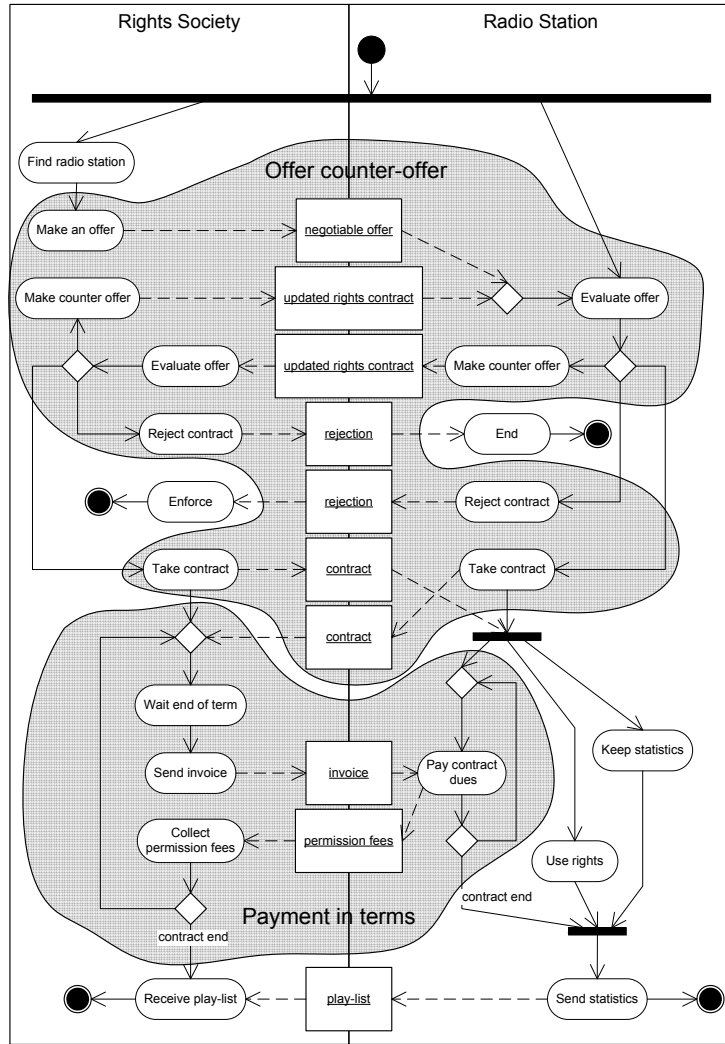 Rights Society
Radio Station
Find radio station
Offer counter-offer
Make an offer
negotiable offer
Make counter offer
updated rights contract
Evaluate offer
Evaluate offer
updated rights contract
Make counter offer
Reject contract
rejection
End
Enforce
rejection
Reject contract
Take contract
contract
Take contract
contract
Wait end of term
Keep statistics
Send invoice
invoice
Pay contract
dues
Collect
permission fees
permission fees
Use rights
contract end
Payment in terms
contract end
Receive play-list
play-list
Send statistics